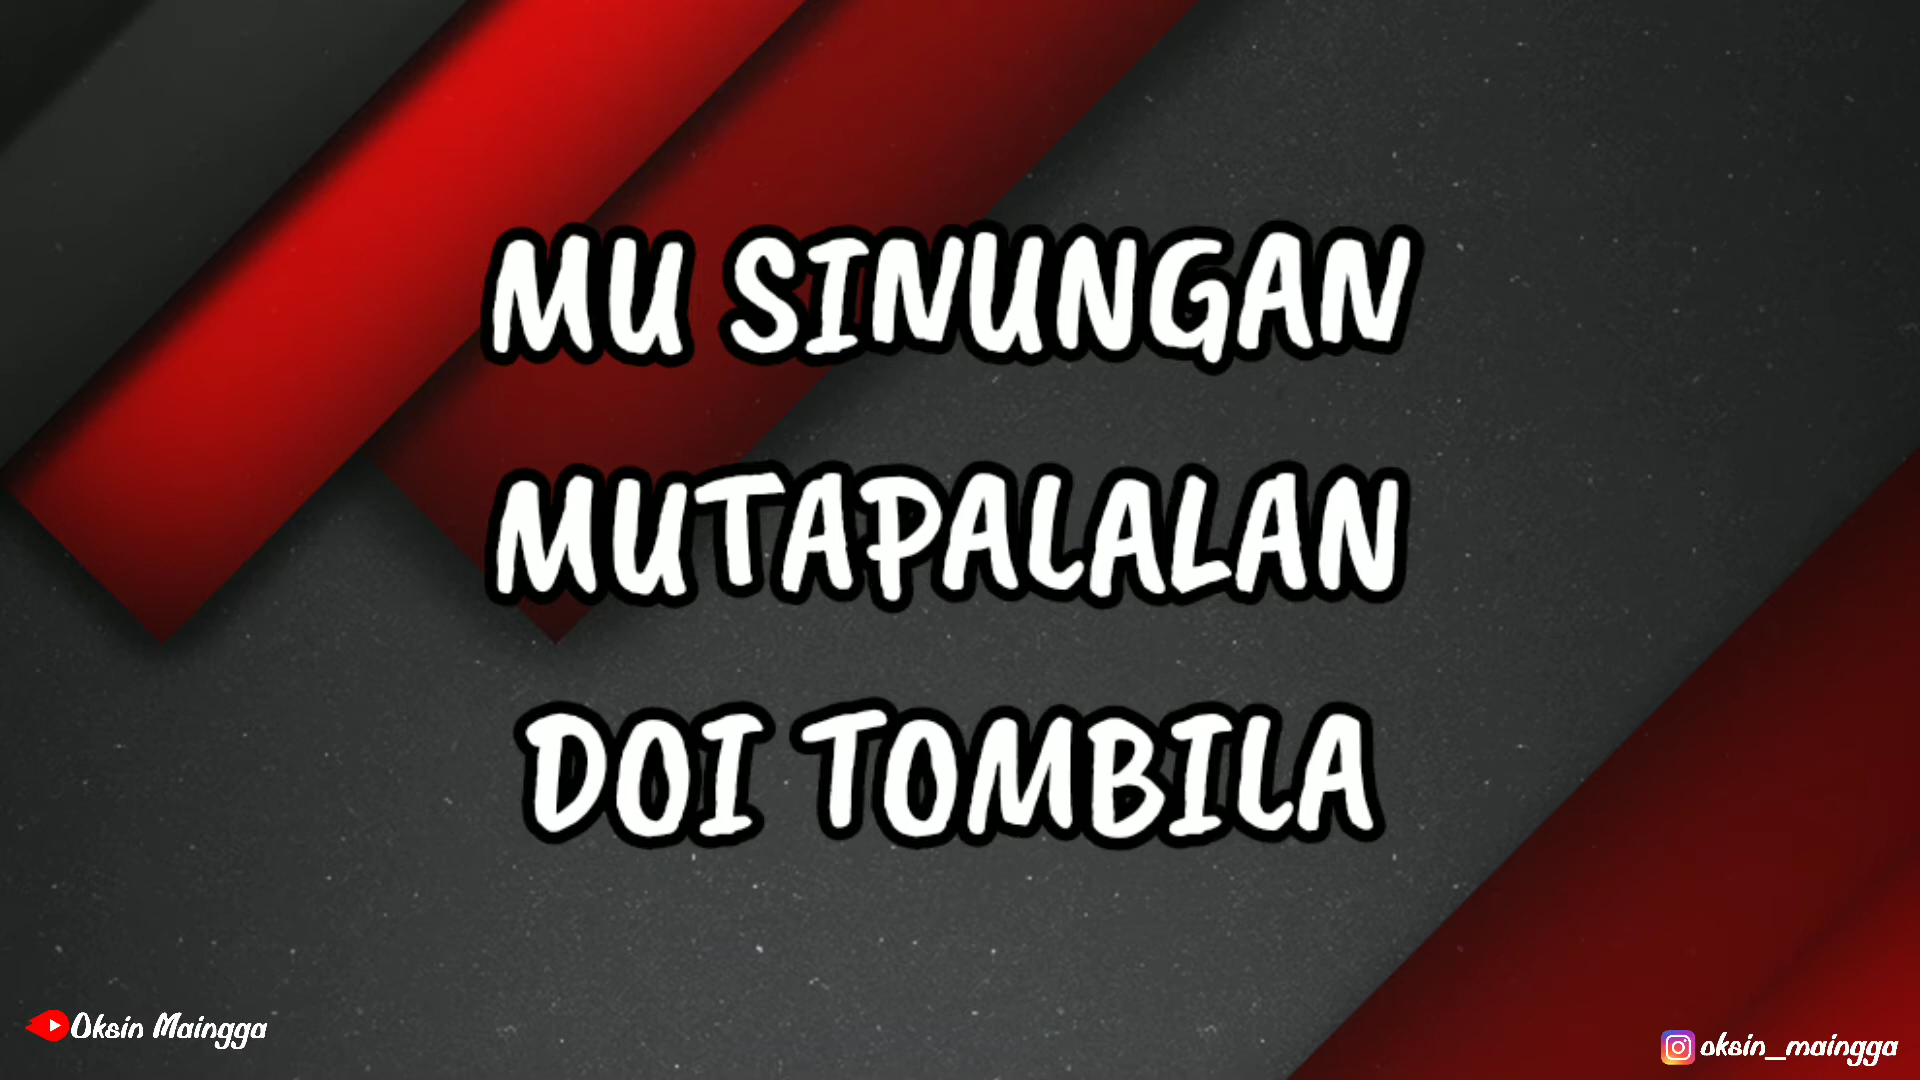 MU SINUNGAN
MUTAPALALAN
DOI TOMBILA
Oksin Maingga
oksin_maingga